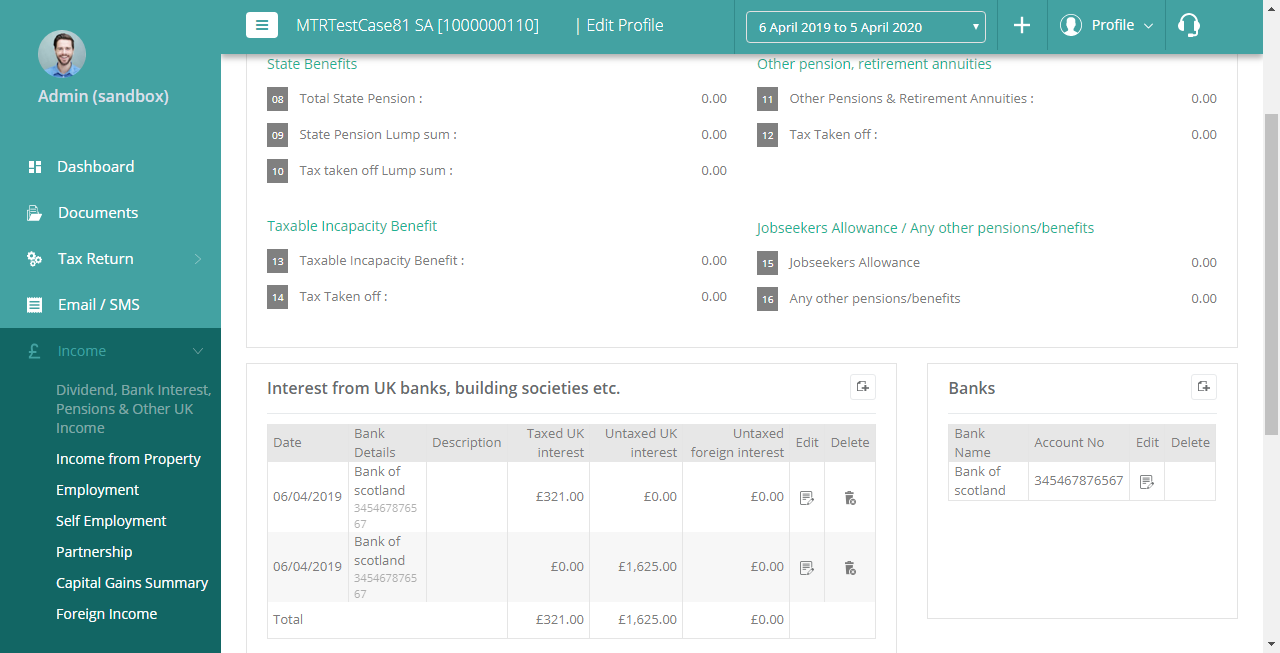 MTRTestCase81 SA [1000000110] | Edit Profile
6 April 2019 to 5 April 2020
Profile
Admin (sandbox)
Dashboard
Documents
Tax Return
Email / SMS
£ Income
Dividend, Bank Interest,
Pensions & Other UK
Income
Income from Property
Employment
Self Employment
Partnership
Capital Gains Summary
Foreign Income
State Benefits
08 Total State Pension : 0.00
09 State Pension Lump sum : 0.00
10 Tax taken off Lump sum : 0.00
Other pension, retirement annuities
11 Other Pensions & Retirement Annuities : 0.00
12 Tax Taken off : 0.00
Taxable Incapacity Benefit
13 Taxable Incapacity Benefit : 0.00
14 Tax Taken off : 0.00
Jobseekers Allowance / Any other pensions/benefits
15 Jobseekers Allowance 0.00
16 Any other pensions/benefits 0.00
Interest from UK banks, building societies etc.
Date Bank Details Description Taxed UK interest Untaxed UK interest Untaxed foreign interest Edit Delete
06/04/2019 Bank of scotland 345467876567 £321.00 £0.00 £0.00
06/04/2019 Bank of scotland 345467876567 £0.00 £1,625.00 £0.00
Total £321.00 £1,625.00 £0.00
Banks
Bank Name Account No Edit Delete
Bank of scotland 345467876567